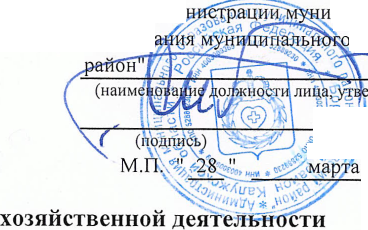 нистрации муни
ания муниципального
район"
(наименование должности лица, утве
(подпись)
М.П. " 28 " марта
хозяйственной деятельности